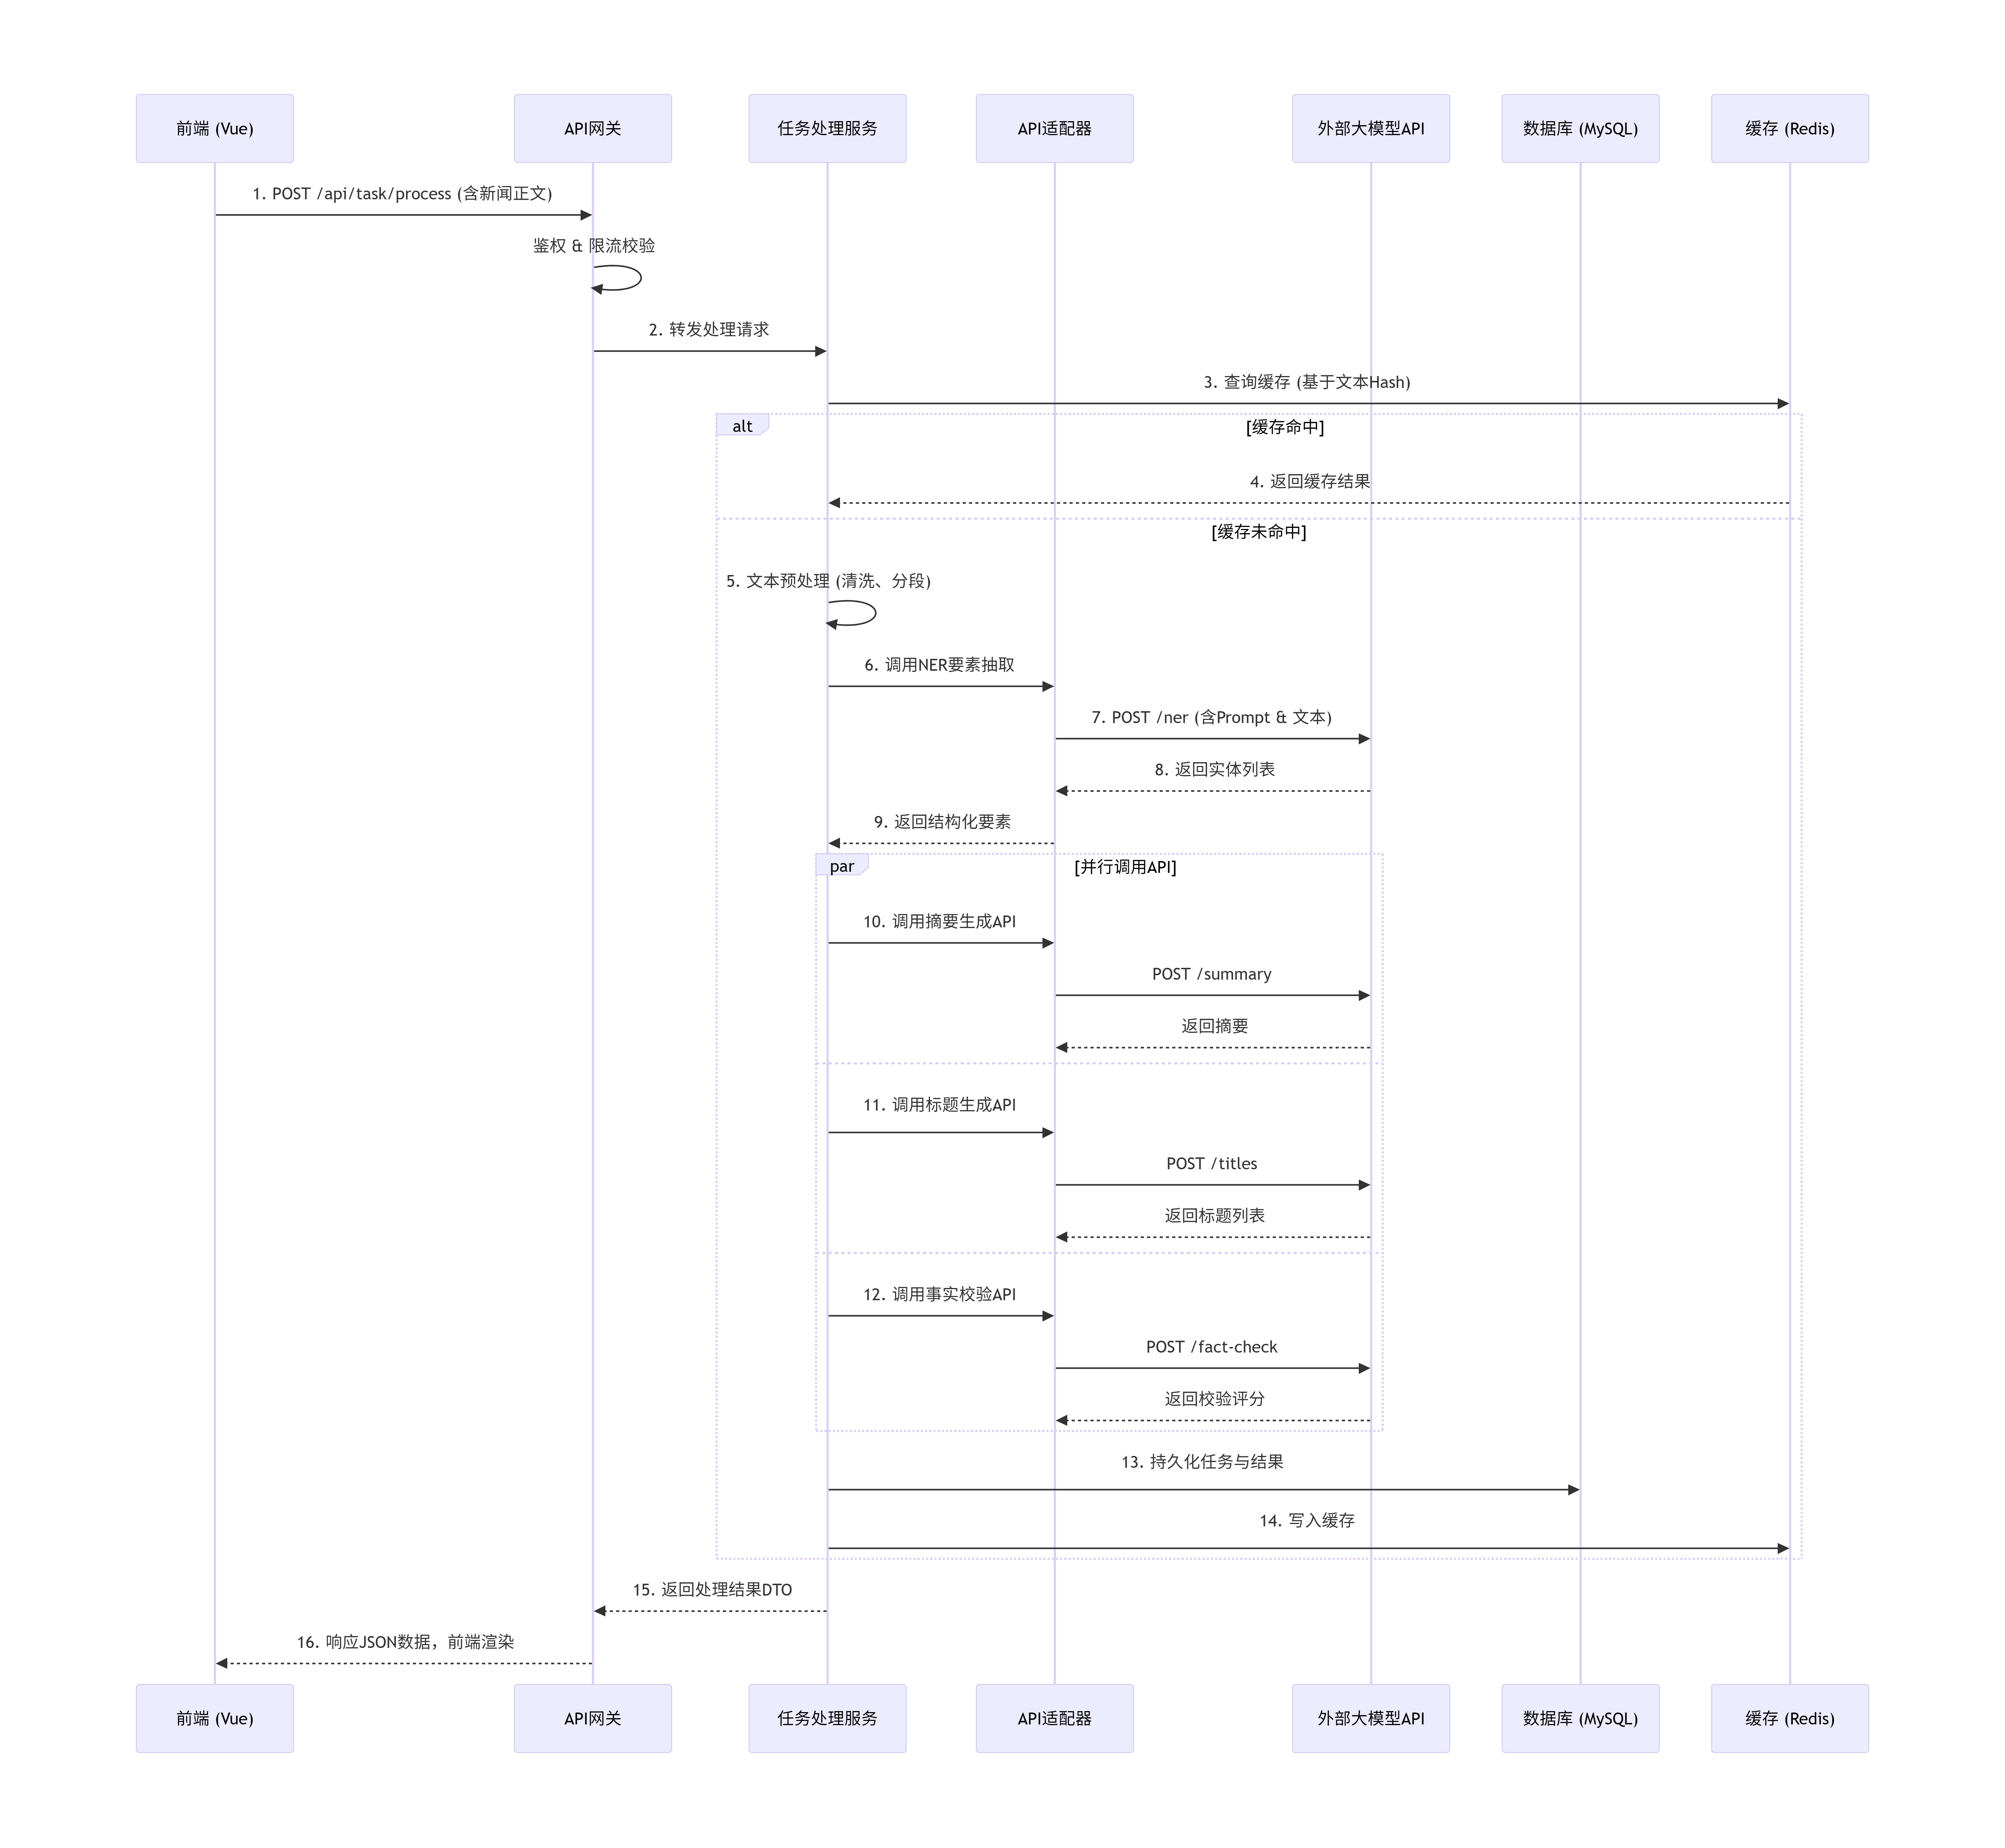 前端 (Vue)
API网关
任务处理服务
API适配器
外部大模型API
数据库 (MySQL)
缓存 (Redis)
1. POST /api/task/process (含新闻正文)
鉴权 & 限流校验
2. 转发处理请求
3. 查询缓存 (基于文本Hash)
alt
[缓存命中]
4. 返回缓存结果
[缓存未命中]
5. 文本预处理 (清洗、分段)
6. 调用NER要素抽取
7. POST /ner (含Prompt & 文本)
8. 返回实体列表
9. 返回结构化要素
par
[并行调用API]
10. 调用摘要生成API
POST /summary
返回摘要
11. 调用标题生成API
POST /titles
返回标题列表
12. 调用事实校验API
POST /fact-check
返回校验评分
13. 持久化任务与结果
14. 写入缓存
15. 返回处理结果DTO
16. 响应JSON数据，前端渲染
前端 (Vue)
API网关
任务处理服务
API适配器
外部大模型API
数据库 (MySQL)
缓存 (Redis)